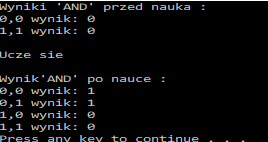 Wyniki 'AND' przed nauka :
0,0 wynik: 0
1,1 wynik: 0
Ucze sie
Wynik'AND' po nauce :
0,0 wynik: 1
0,1 wynik: 1
1,0 wynik: 0
1,1 wynik: 0
Press any key to continue . . .